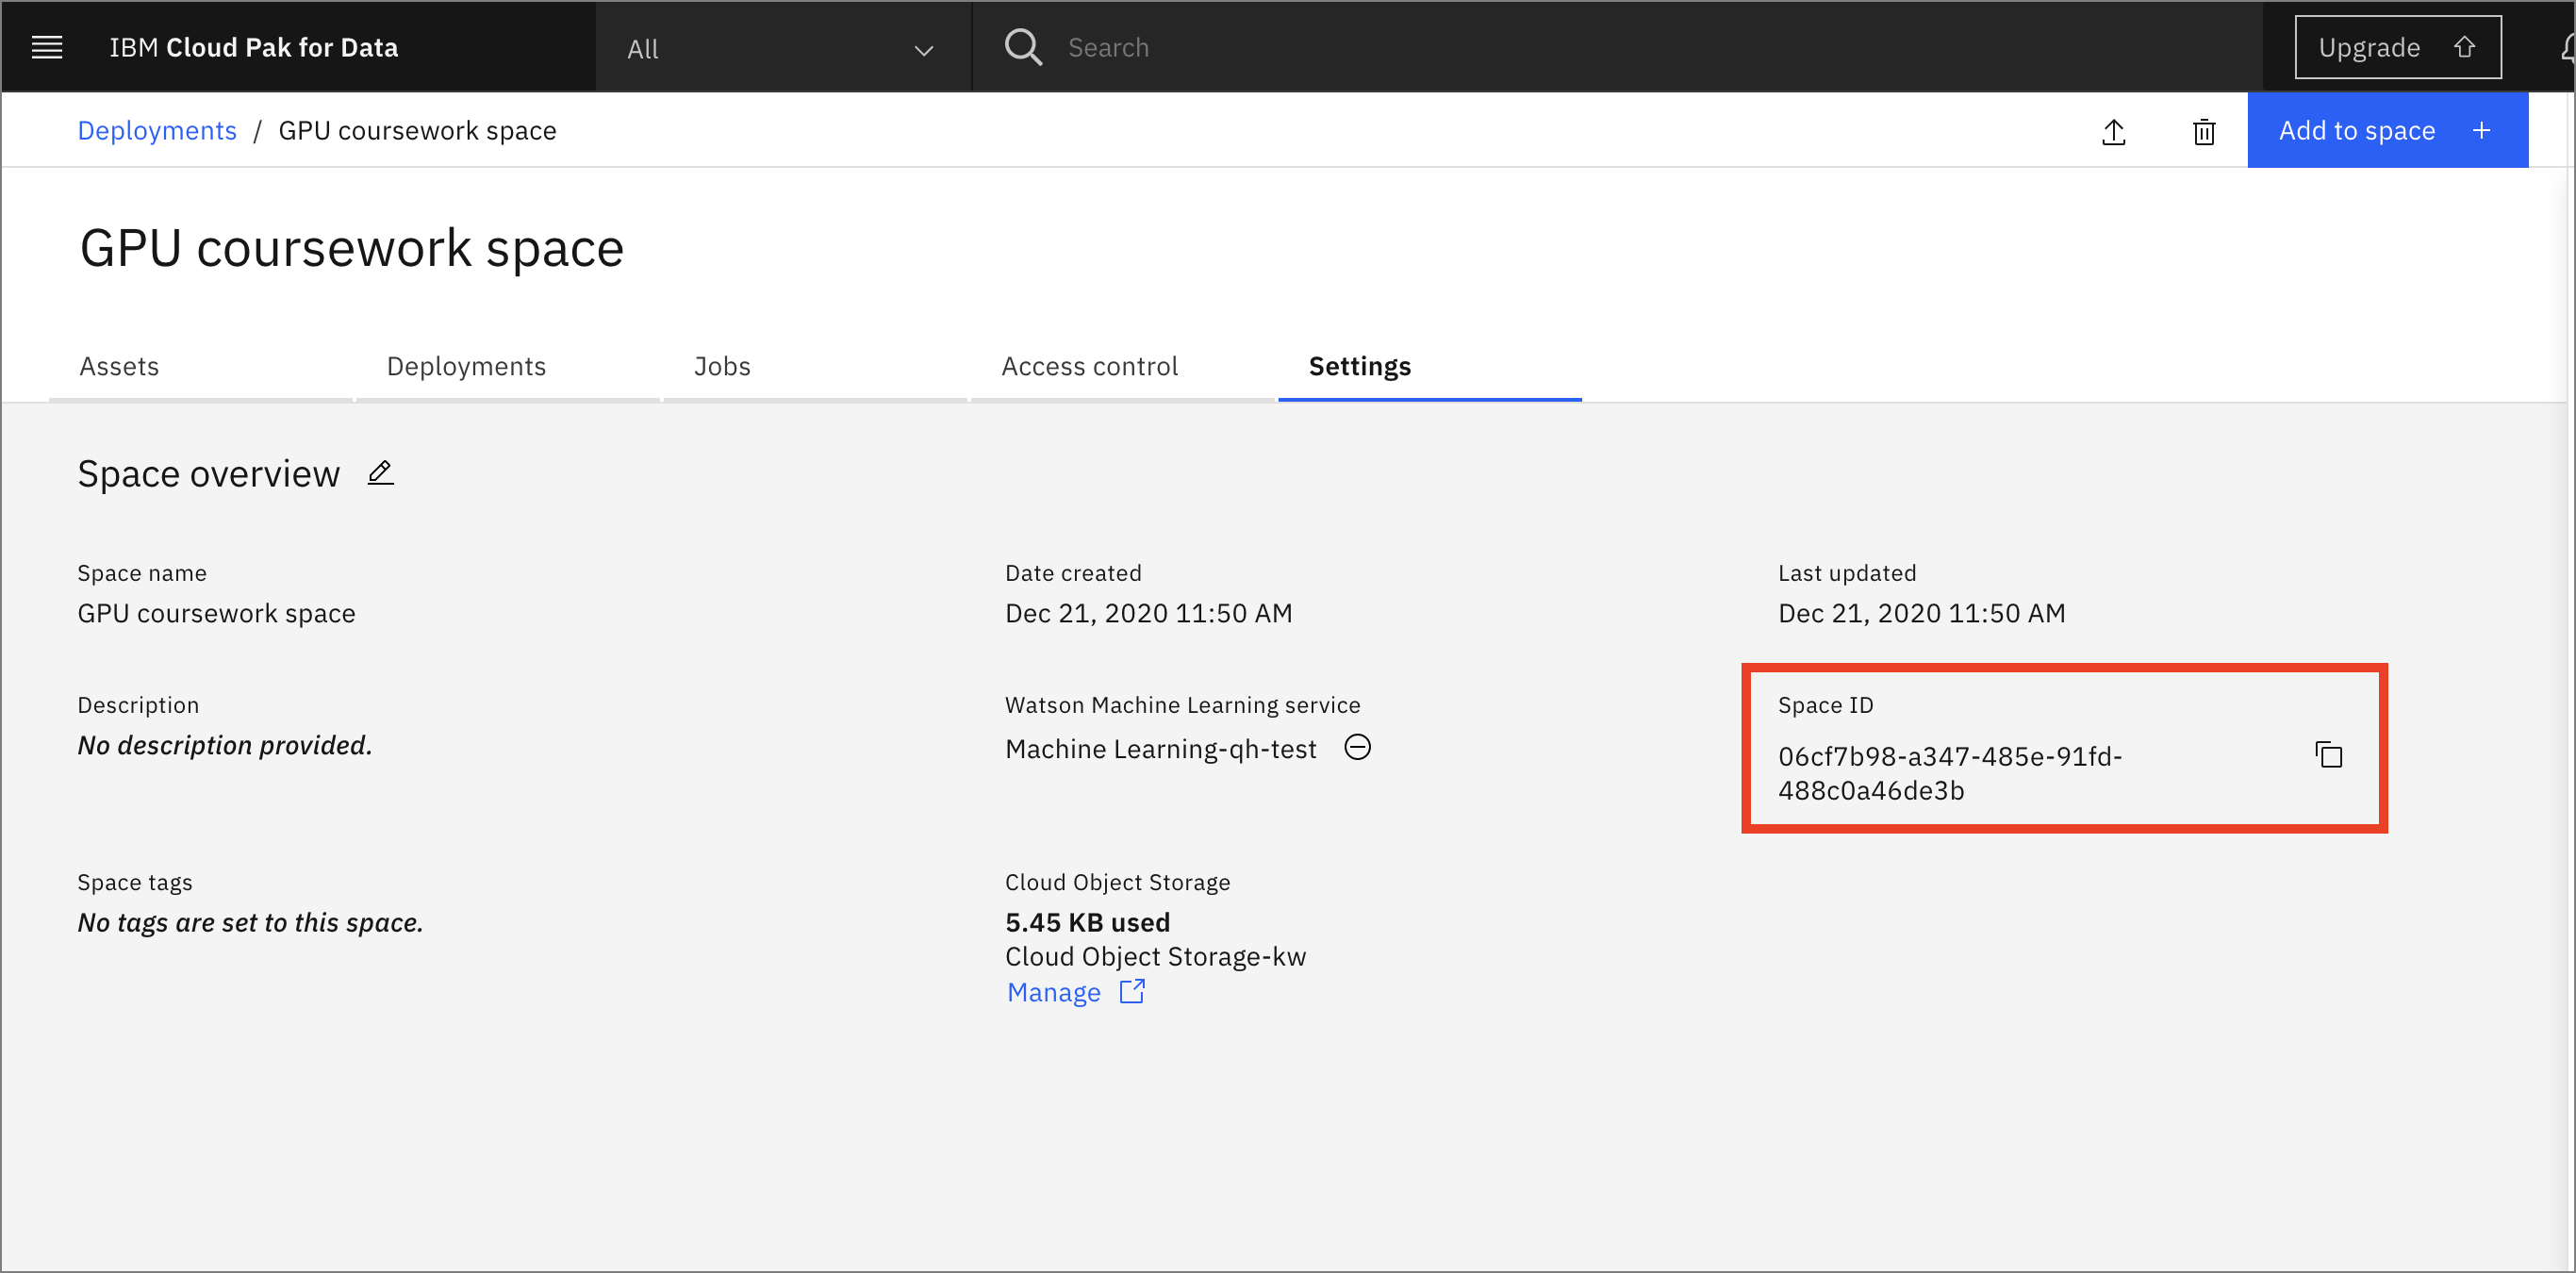 IBM Cloud Pak for Data
All
Search
Upgrade
Deployments / GPU coursework space
Add to space +
GPU coursework space
Assets
Deployments
Jobs
Access control
Settings
Space overview
Space name
GPU coursework space
Date created
Dec 21, 2020 11:50 AM
Last updated
Dec 21, 2020 11:50 AM
Description
No description provided.
Watson Machine Learning service
Machine Learning-qh-test
Space ID
06cf7b98-a347-485e-91fd-
488c0a46de3b
Space tags
No tags are set to this space.
Cloud Object Storage
5.45 KB used
Cloud Object Storage-kw
Manage